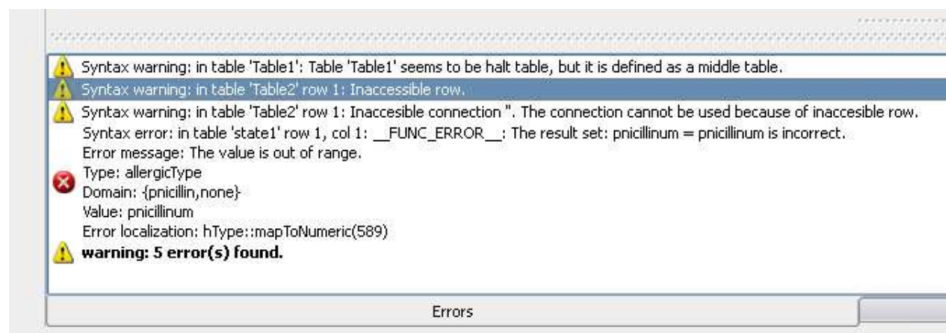 Syntax warning: in table 'Table1': Table 'Table1' seems to be halt table, but it is defined as a middle table.
Syntax warning: in table 'Table2' row 1: Inaccessible row.
Syntax warning: in table 'Table2' row 1: Inaccesible connection ". The connection cannot be used because of inaccesible row.
Syntax error: in table 'state1' row 1, col 1: __FUNC_ERROR__: The result set: pnicillinum = pnicillinum is incorrect.
Error message: The value is out of range.
Type: allergicType
Domain: {pnicillin,none}
Value: pnicillinum
Error localization: hType::mapToNumeric(589)
warning: 5 error(s) found.
Errors